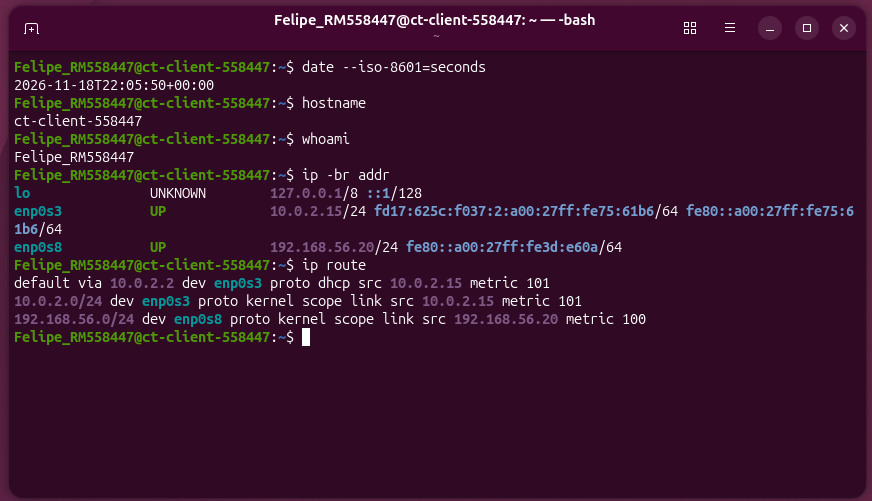 Felipe_RM558447@ct-client-558447: ~ — -bash
~
Felipe_RM558447@ct-client-558447:~$ date --iso-8601=seconds
2026-11-18T22:05:50+00:00
Felipe_RM558447@ct-client-558447:~$ hostname
ct-client-558447
Felipe_RM558447@ct-client-558447:~$ whoami
Felipe_RM558447
Felipe_RM558447@ct-client-558447:~$ ip -br addr
lo               UNKNOWN        127.0.0.1/8 ::1/128
enp0s3           UP             10.0.2.15/24 fd17:625c:f037:2:a00:27ff:fe75:61b6/64 fe80::a00:27ff:fe75:6
1b6/64
enp0s8           UP             192.168.56.20/24 fe80::a00:27ff:fe3d:e60a/64
Felipe_RM558447@ct-client-558447:~$ ip route
default via 10.0.2.2 dev enp0s3 proto dhcp src 10.0.2.15 metric 101
10.0.2.0/24 dev enp0s3 proto kernel scope link src 10.0.2.15 metric 101
192.168.56.0/24 dev enp0s8 proto kernel scope link src 192.168.56.20 metric 100
Felipe_RM558447@ct-client-558447:~$